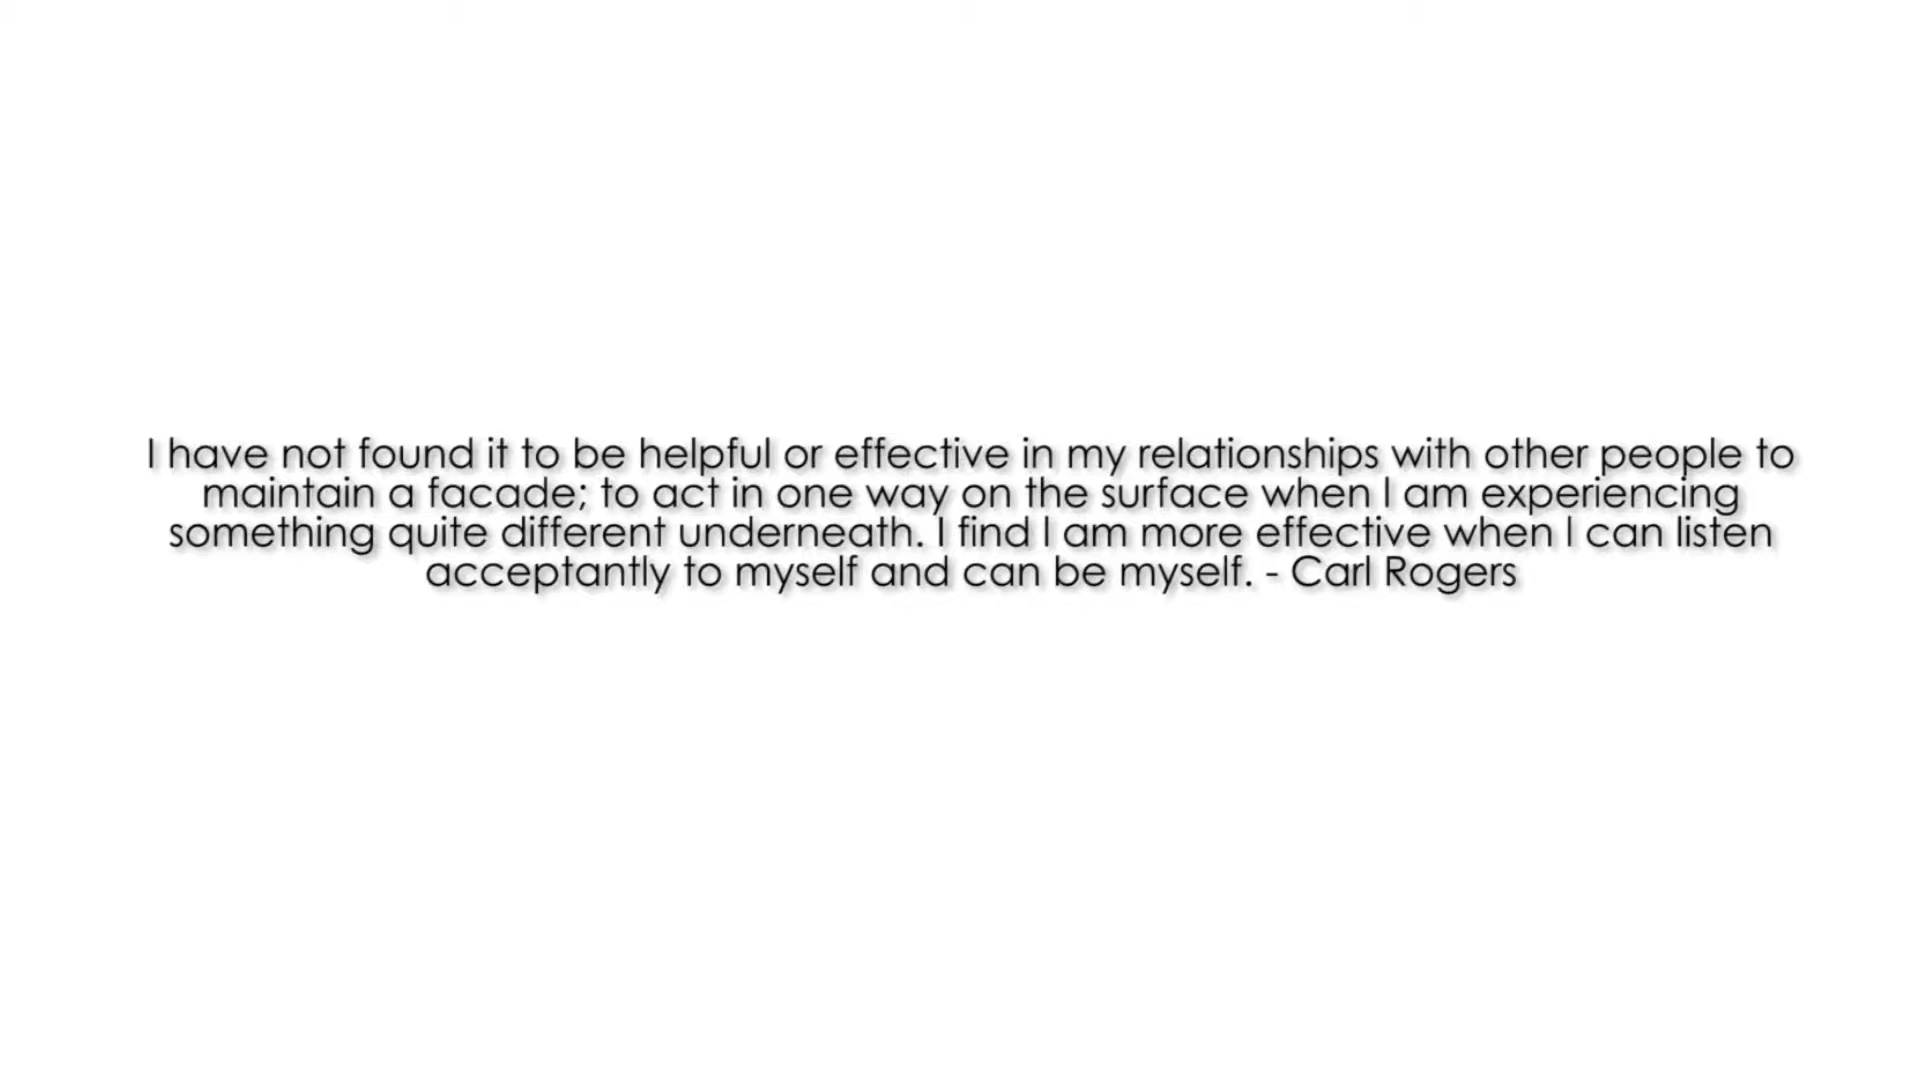 I have not found it to be helpful or effective in my relationships with other people to
maintain a facade; to act in one way on the surface when I am experiencing
something quite different underneath. I find I am more effective when I can listen
acceptantly to myself and can be myself. - Carl Rogers